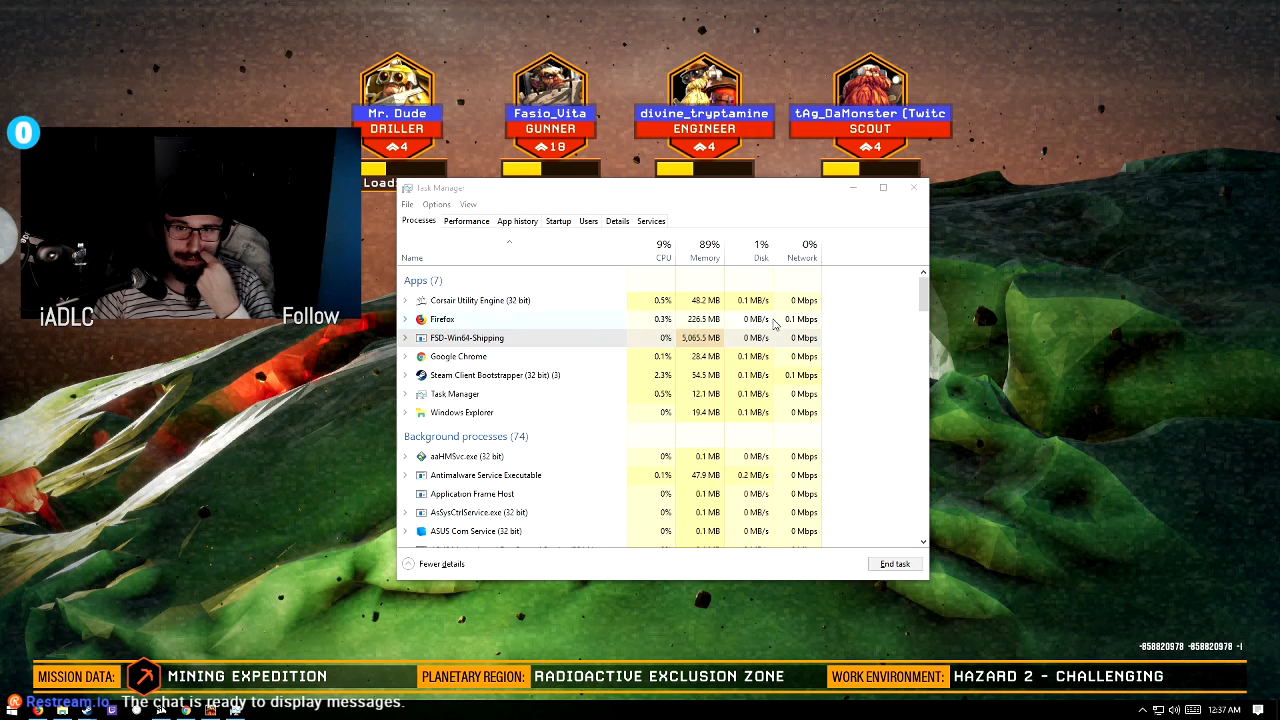 0
Mr. Dude
DRILLER
4
Fasio_Vita
GUNNER
18
divine_tryptamine
ENGINEER
4
tAg_DaMonster (Twitc
SCOUT
4
Load
iADLC
Follow
Task Manager
File Options View
Processes Performance App history Startup Users Details Services
9% 89% 1% 0%
Name CPU Memory Disk Network
Apps (7)
Corsair Utility Engine (32 bit) 0.5% 48.2 MB 0.1 MB/s 0 Mbps
Firefox 0.3% 226.5 MB 0 MB/s 0.1 Mbps
FSD-Win64-Shipping 0% 5,065.5 MB 0 MB/s 0 Mbps
Google Chrome 0.1% 28.4 MB 0.1 MB/s 0 Mbps
Steam Client Bootstrapper (32 bit) (3) 2.3% 54.5 MB 0.1 MB/s 0.1 Mbps
Task Manager 0.5% 12.1 MB 0.1 MB/s 0 Mbps
Windows Explorer 0% 19.4 MB 0.1 MB/s 0 Mbps
Background processes (74)
aaHMSvc.exe (32 bit) 0% 0.1 MB 0 MB/s 0 Mbps
Antimalware Service Executable 0.1% 47.9 MB 0.2 MB/s 0 Mbps
Application Frame Host 0% 0.1 MB 0 MB/s 0 Mbps
AsSysCtrlService.exe (32 bit) 0% 0.1 MB 0 MB/s 0 Mbps
ASUS Com Service (32 bit) 0% 0.1 MB 0 MB/s 0 Mbps
Fewer details
End task
-858820978 -858820978 -1
MISSION DATA: MINING EXPEDITION PLANETARY REGION: RADIOACTIVE EXCLUSION ZONE WORK ENVIRONMENT: HAZARD 2 - CHALLENGING
Restream.io The chat is ready to display messages.
12:37 AM